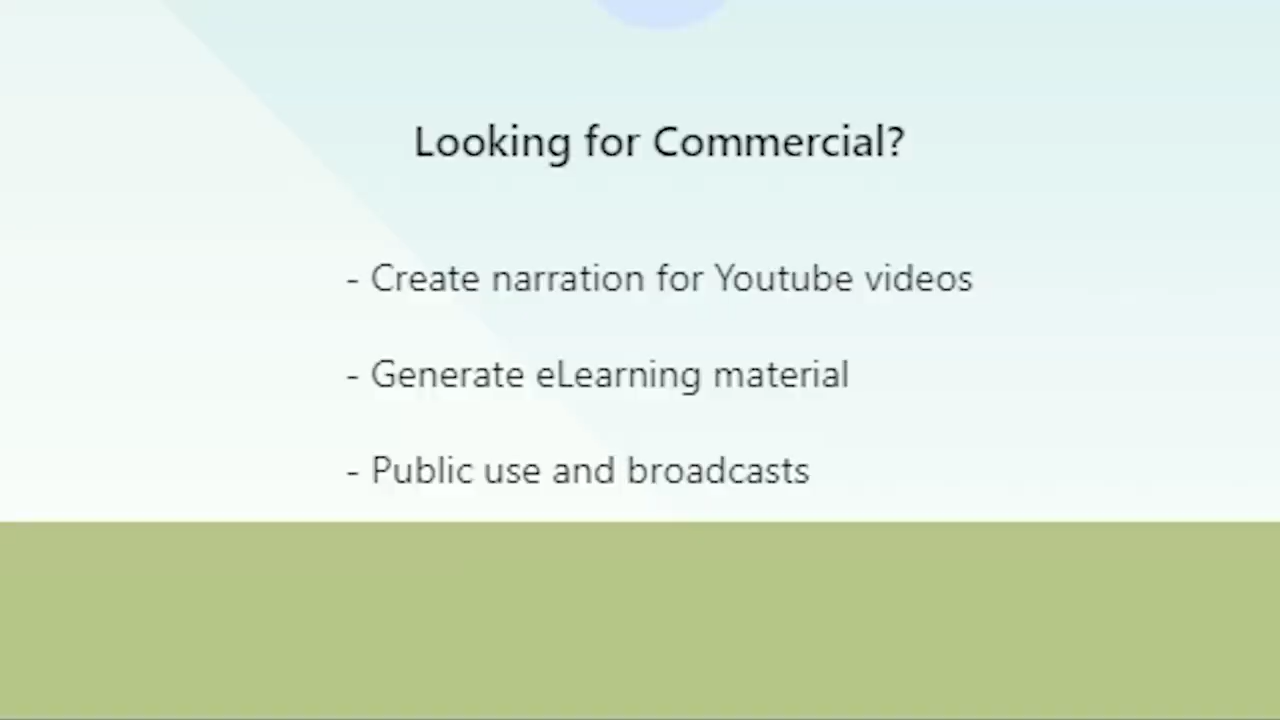 Looking for Commercial?
- Create narration for Youtube videos
- Generate eLearning material
- Public use and broadcasts